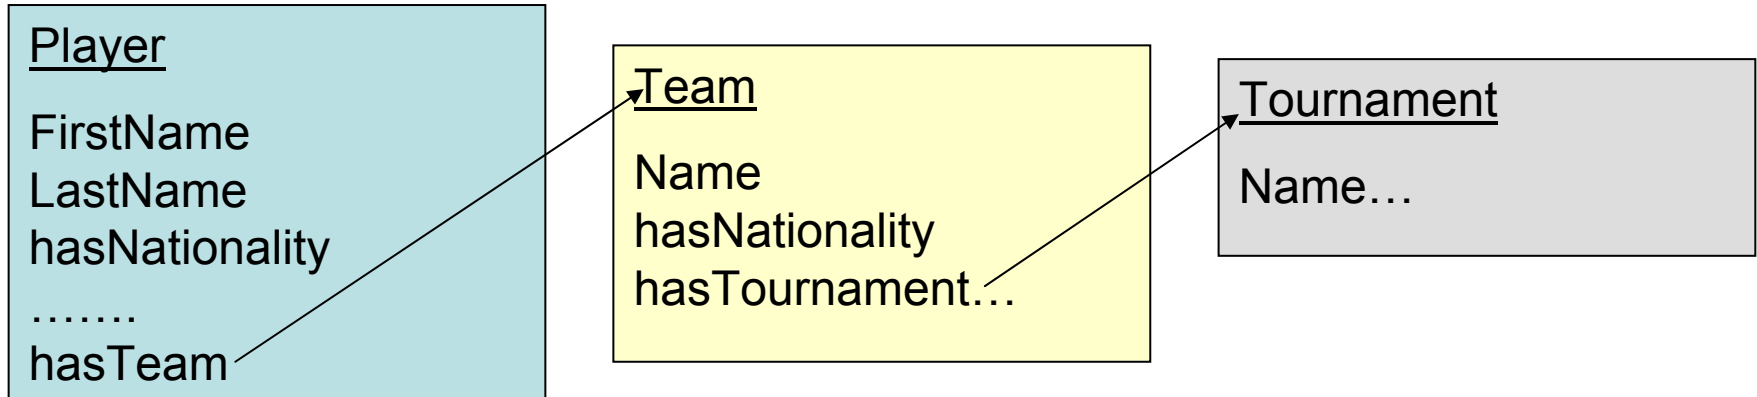 Player
FirstName
LastName
hasNationality
…….
hasTeam
Team
Name
hasNationality
hasTournament…
Tournament
Name…